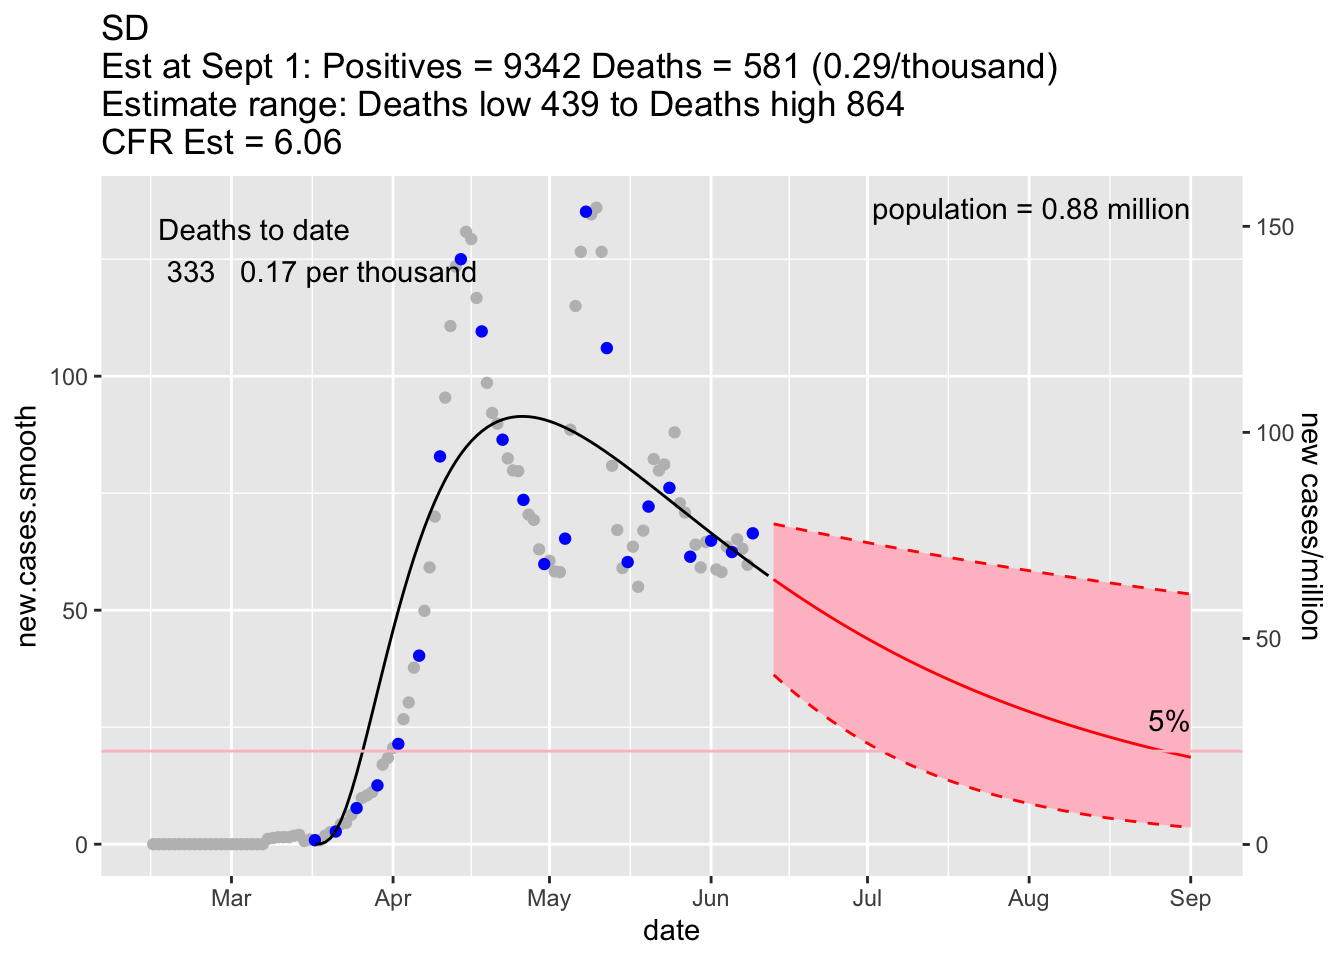 SD
Est at Sept 1: Positives = 9342 Deaths = 581 (0.29/thousand)
Estimate range: Deaths low 439 to Deaths high 864
CFR Est = 6.06
Deaths to date
333 0.17 per thousand
population = 0.88 million
150
100
100
50
50
5%
0
0
new.cases.smooth
new cases/million
Mar Apr May Jun Jul Aug Sep
date